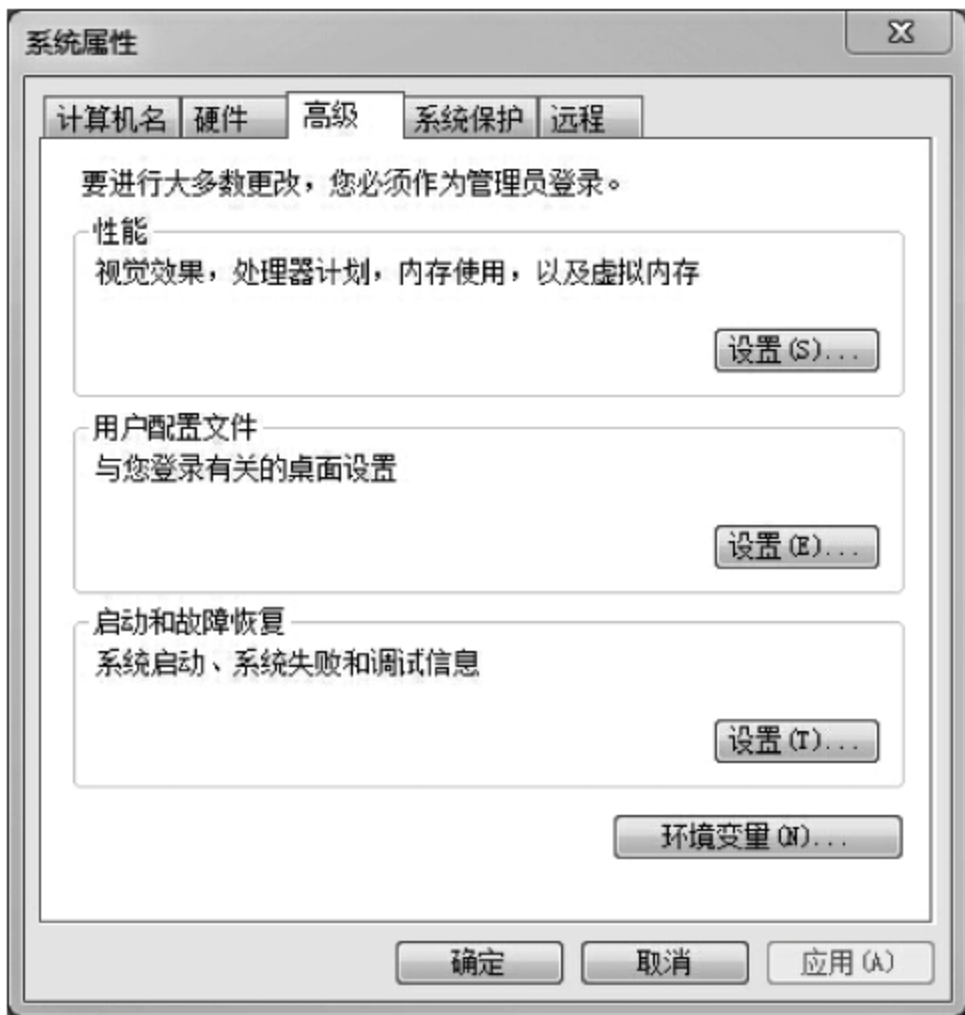 系统属性
计算机名 硬件 高级 系统保护 远程
要进行大多数更改，您必须作为管理员登录。
性能
视觉效果，处理器计划，内存使用，以及虚拟内存
设置(S)...
用户配置文件
与您登录有关的桌面设置
设置(E)...
启动和故障恢复
系统启动、系统失败和调试信息
设置(T)...
环境变量(N)...
确定 取消 应用(A)